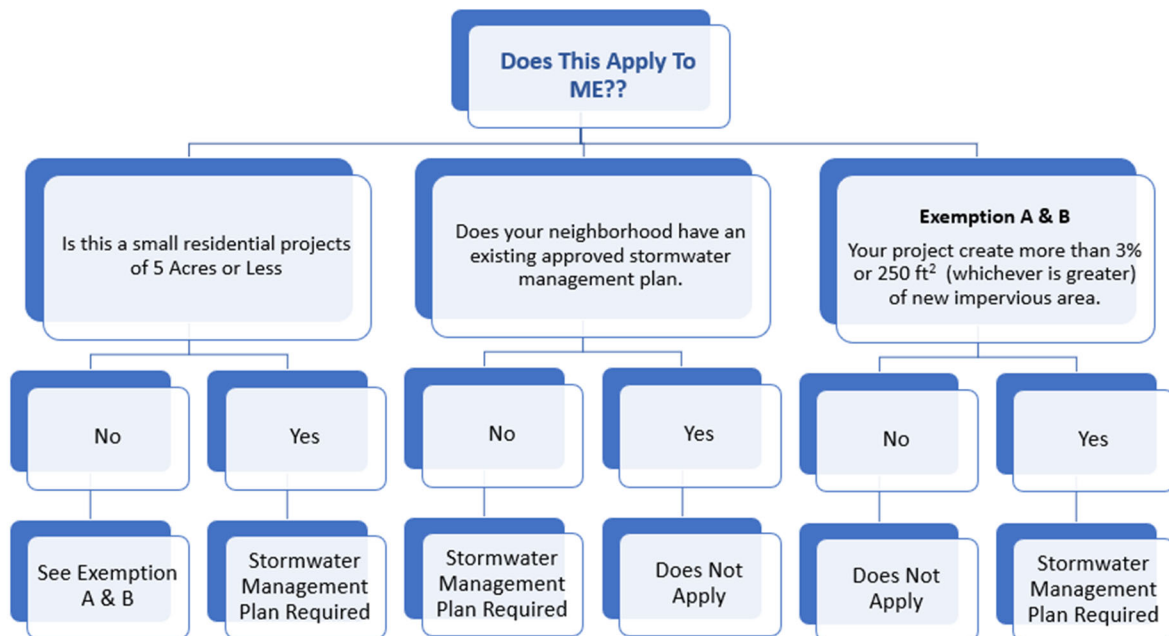 Does This Apply To
ME??
Is this a small residential projects
of 5 Acres or Less
Does your neighborhood have an
existing approved stormwater
management plan.
Exemption A & B
Your project create more than 3%
or 250 ft² (whichever is greater)
of new impervious area.
No
Yes
No
Yes
No
Yes
See Exemption
A & B
Stormwater
Management
Plan Required
Stormwater
Management
Plan Required
Does Not
Apply
Does Not
Apply
Stormwater
Management
Plan Required